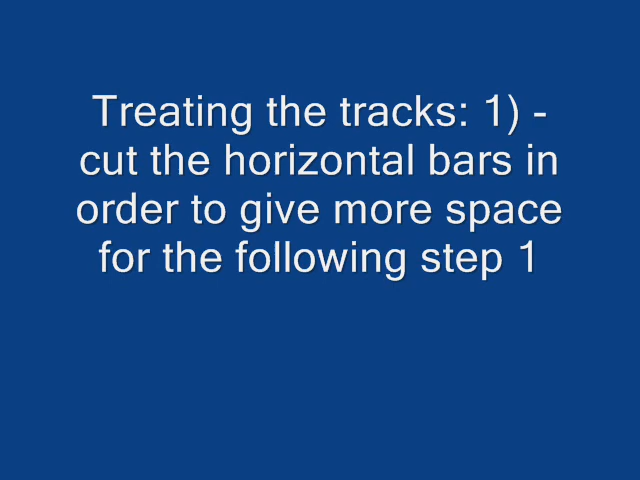 Treating the tracks: 1) -
cut the horizontal bars in
order to give more space
for the following step 1